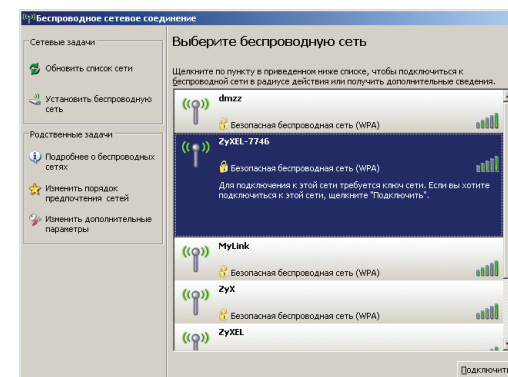 Беспроводное сетевое соединение
Сетевые задачи
Обновить список сети
Установить беспроводную
сеть
Родственные задачи
Подробнее о беспроводных
сетях
Изменить порядок
предпочтения сетей
Изменить дополнительные
параметры
Выберите беспроводную сеть
Щелкните по пункту в приведенном ниже списке, чтобы подключиться к
беспроводной сети в радиусе действия или получить дополнительные сведения.
dmzz
Безопасная беспроводная сеть (WPA)
ZyXEL-7746
Безопасная беспроводная сеть (WPA)
Для подключения к этой сети требуется ключ сети. Если вы хотите
подключиться к этой сети, щелкните "Подключить".
MyLink
Безопасная беспроводная сеть (WPA)
ZyX
Безопасная беспроводная сеть (WPA)
ZyXEL
Подключить